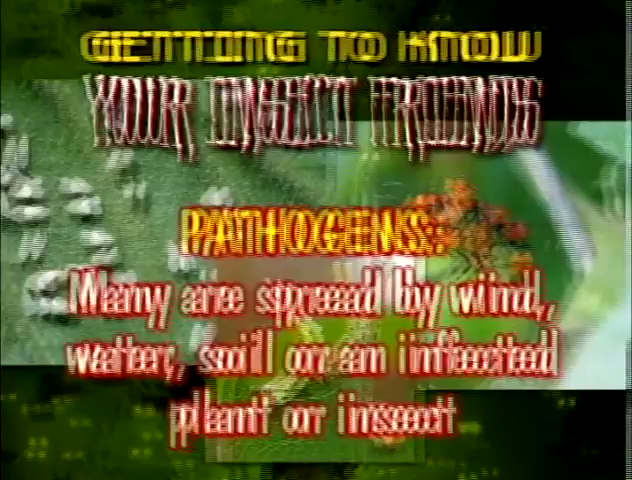 GETTING TO KNOW
YOUR INSECT FRIENDS
PATHOGENS:
Many are spread by wind,
water, soil or an infected
plant or insect